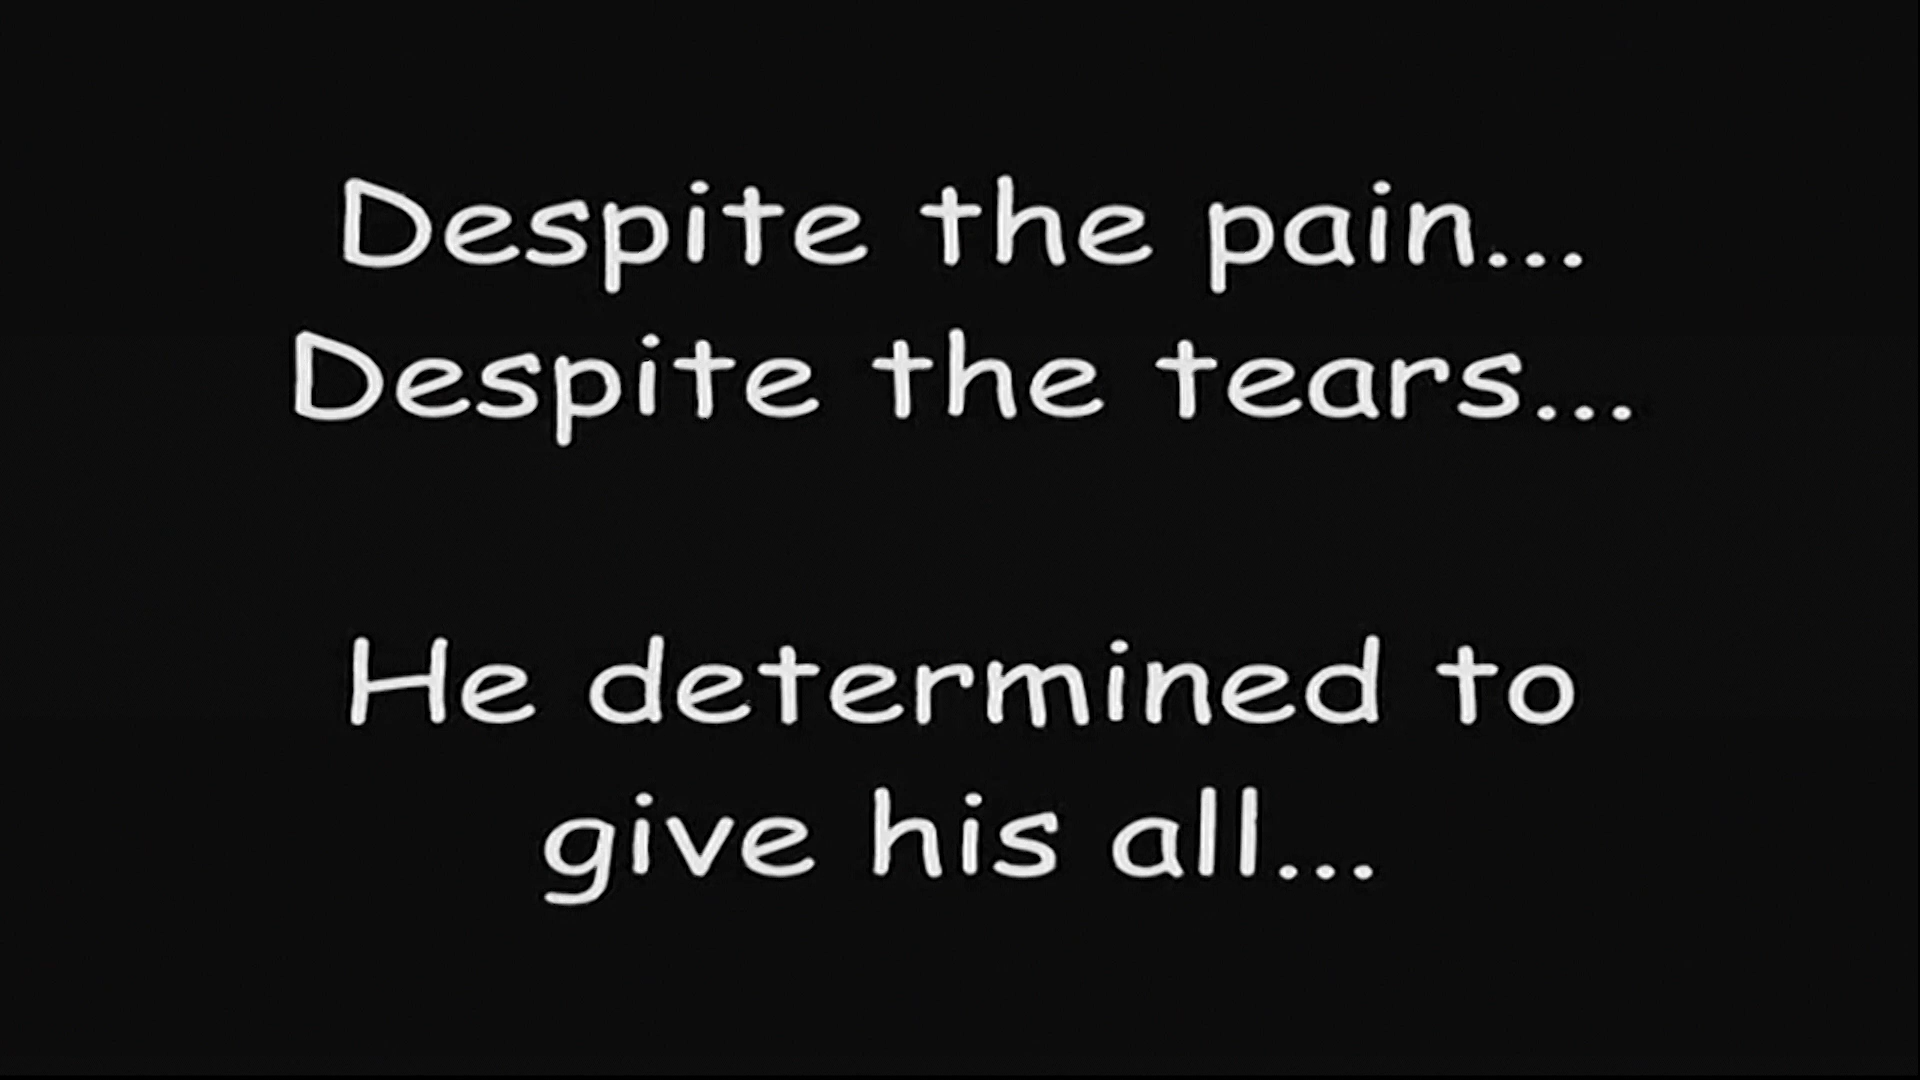 Despite the pain...
Despite the tears...
He determined to
give his all...